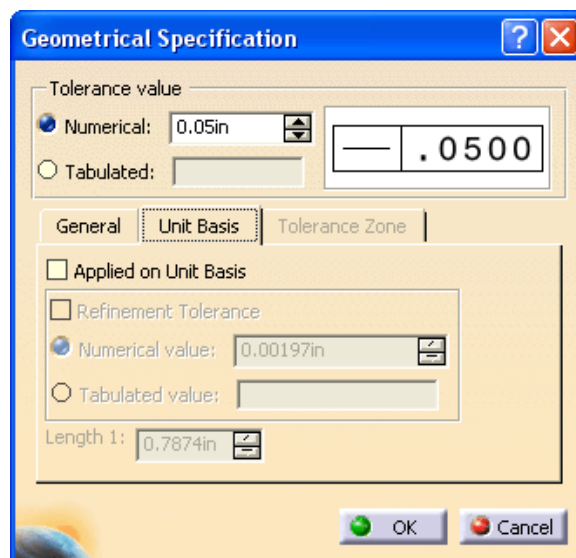 Geometrical Specification
Tolerance value
Numerical: 0.05in
.0500
Tabulated:
General Unit Basis Tolerance Zone
Applied on Unit Basis
Refinement Tolerance
Numerical value: 0.00197in
Tabulated value:
Length 1: 0.7874in
OK Cancel